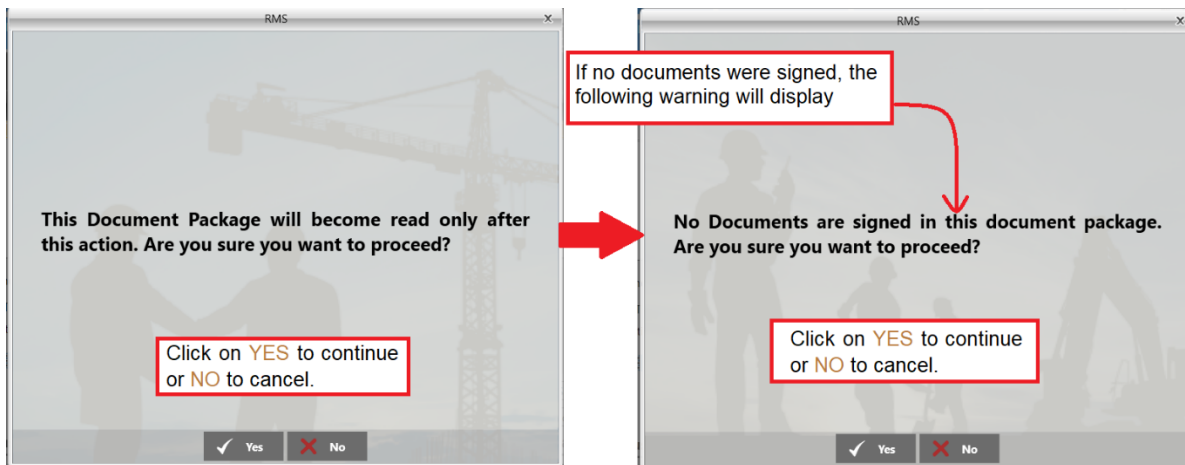 RMS x
This Document Package will become read only after
this action. Are you sure you want to proceed?
Click on YES to continue
or NO to cancel.
Yes No
RMS x
If no documents were signed, the
following warning will display
No Documents are signed in this document package.
Are you sure you want to proceed?
Click on YES to continue
or NO to cancel.
Yes No